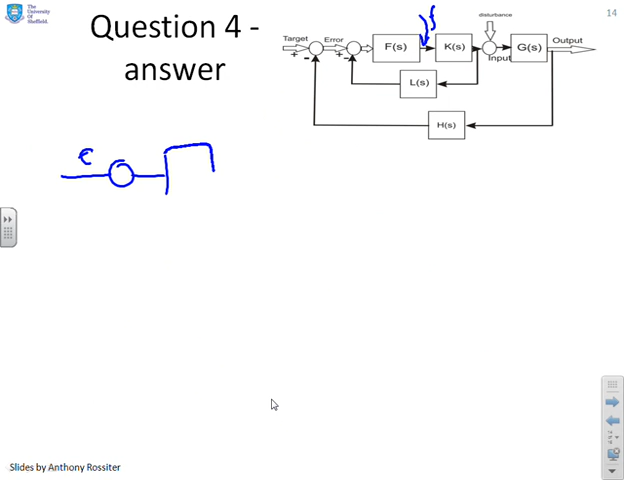 The
University
Of
Sheffield.
Question 4 -
answer
14
disturbance
Target
Error
Output
F(s)
K(s)
G(s)
Input
+
-
+
-
L(s)
H(s)
e
f
Slides by Anthony Rossiter